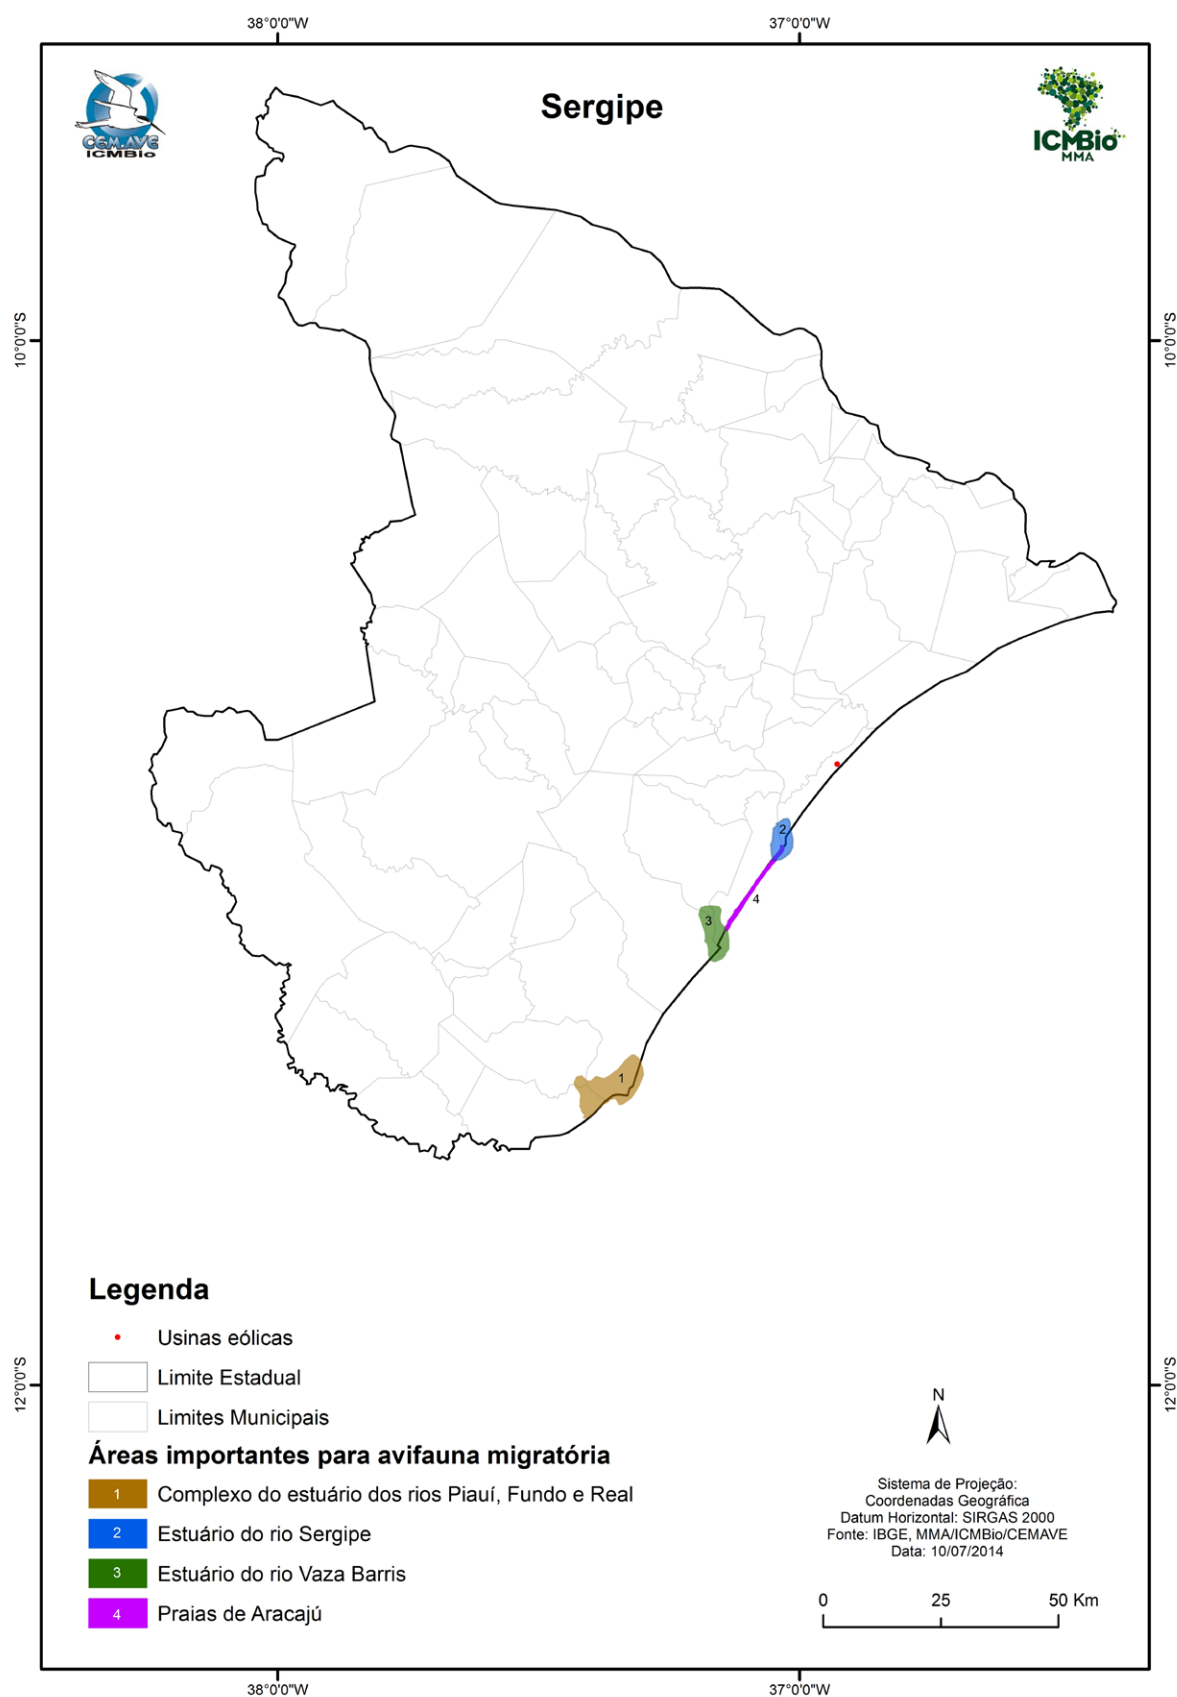 38°0'0"W
37°0'0"W
CEMAVE
ICMBio
Sergipe
ICMBio
MMA
10°0'0"S
10°0'0"S
2
4
3
1
Legenda
Usinas eólicas
Limite Estadual
Limites Municipais
Áreas importantes para avifauna migratória
1 Complexo do estuário dos rios Piauí, Fundo e Real
2 Estuário do rio Sergipe
3 Estuário do rio Vaza Barris
4 Praias de Aracajú
12°0'0"S
12°0'0"S
N
Sistema de Projeção:
Coordenadas Geográfica
Datum Horizontal: SIRGAS 2000
Fonte: IBGE, MMA/ICMBio/CEMAVE
Data: 10/07/2014
0 25 50 Km
38°0'0"W
37°0'0"W